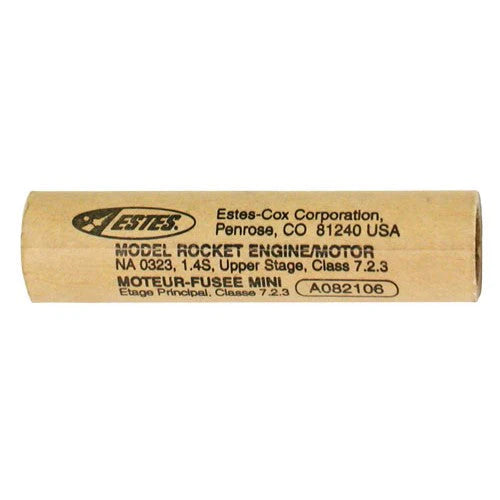 ESTES.
Estes-Cox Corporation,
Penrose, CO 81240 USA
MODEL ROCKET ENGINE/MOTOR
NA 0323, 1.4S, Upper Stage, Class 7.2.3
MOTEUR-FUSEE MINI
Etage Principal, Classe 7.2.3
A082106